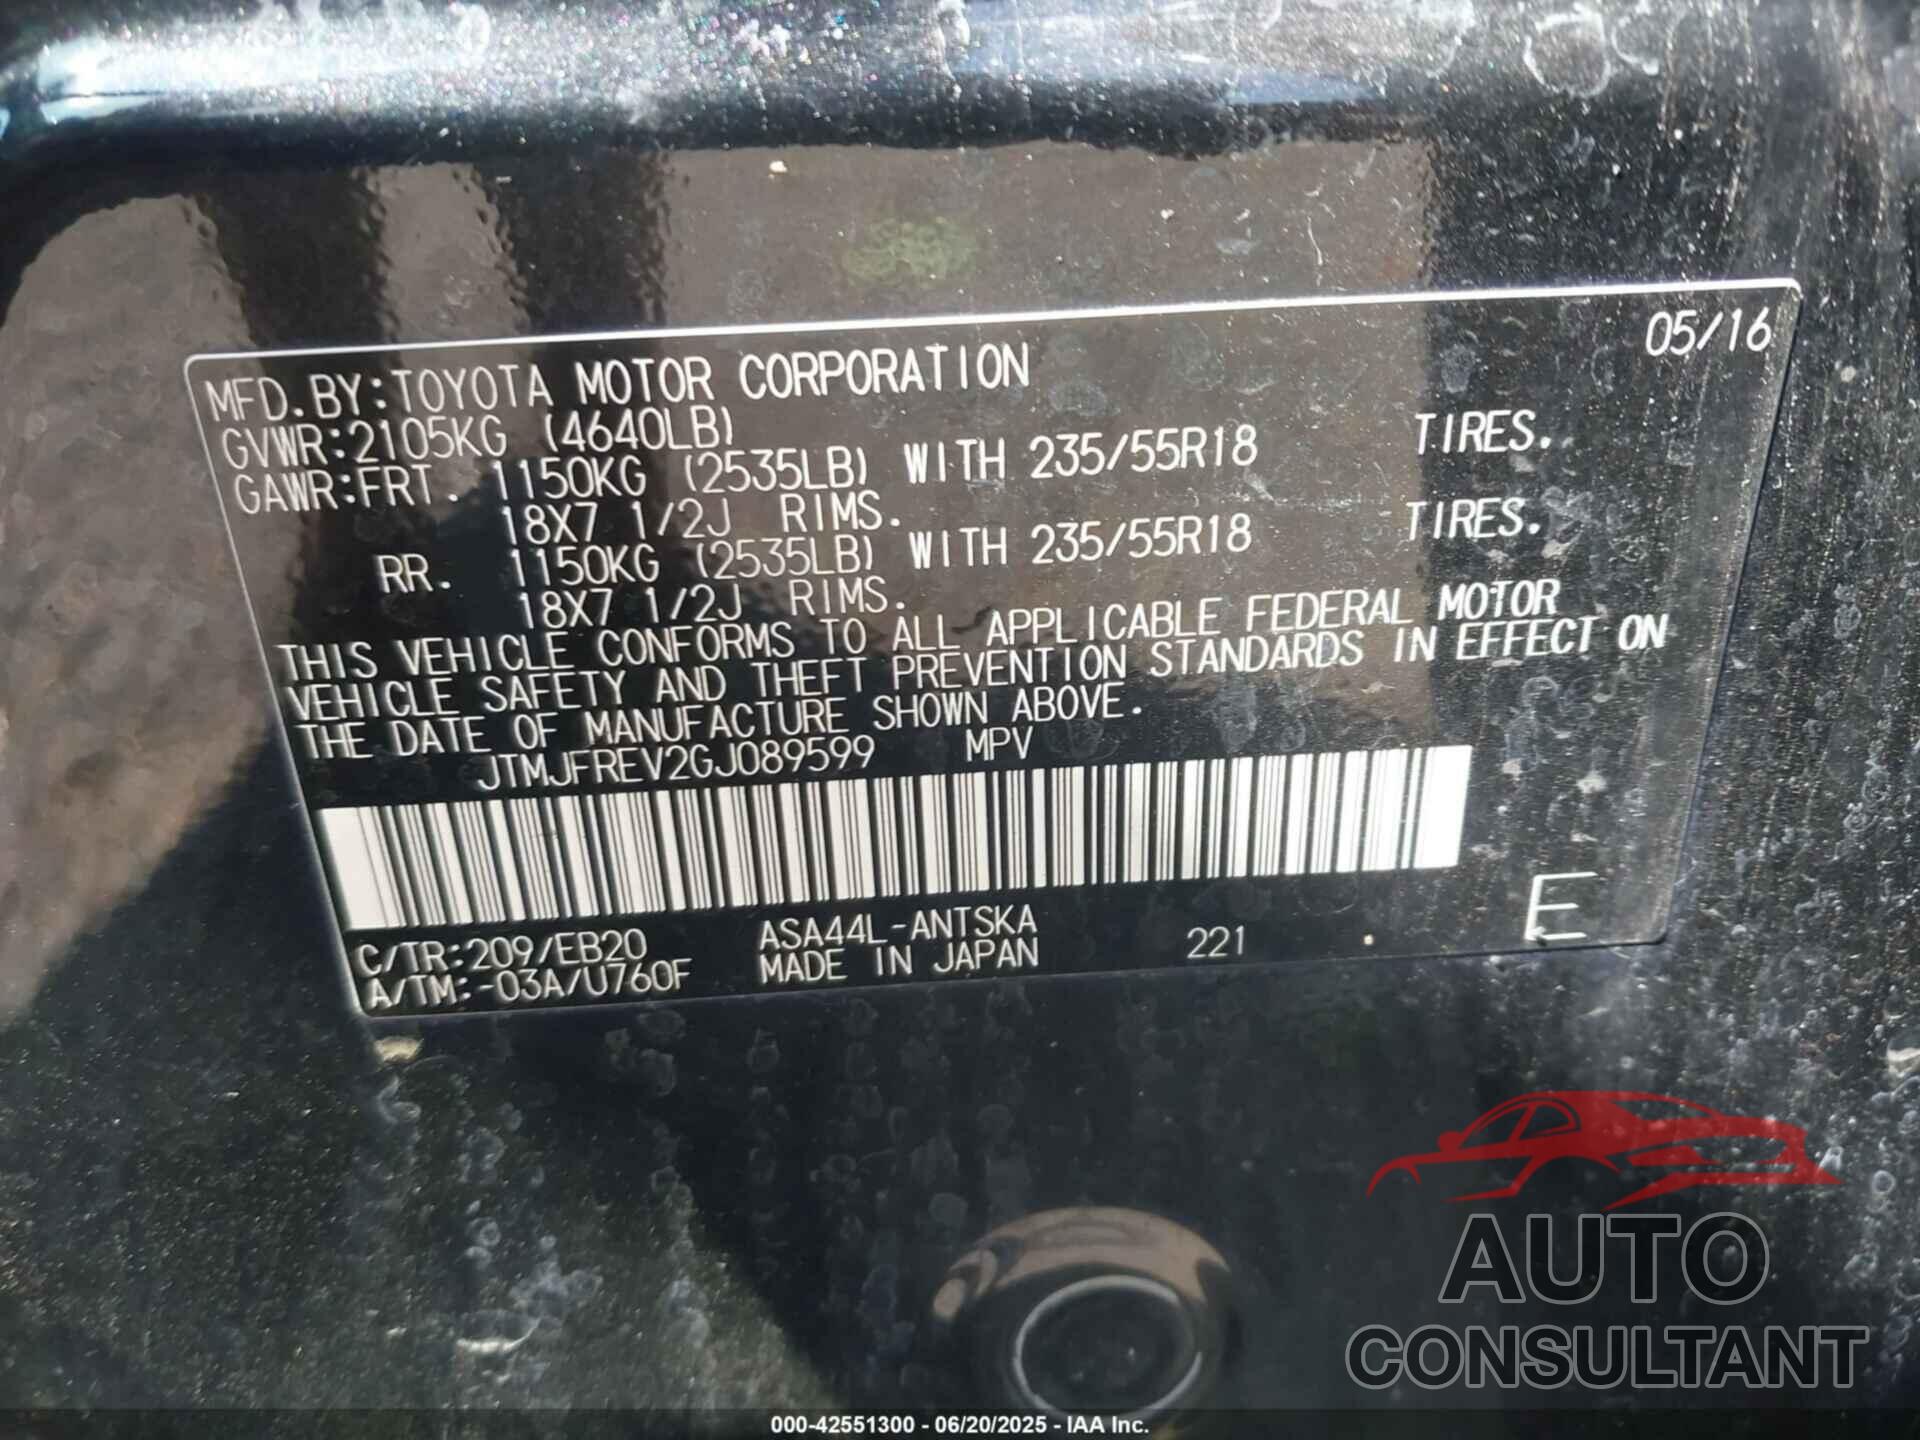 05/16
MFD.BY:TOYOTA MOTOR CORPORATION
GVWR:2105KG (4640LB)
GAWR:FRT. 1150KG (2535LB) WITH 235/55R18 TIRES.
18X7 1/2J RIMS.
RR. 1150KG (2535LB) WITH 235/55R18 TIRES.
18X7 1/2J RIMS.
THIS VEHICLE CONFORMS TO ALL APPLICABLE FEDERAL MOTOR
VEHICLE SAFETY AND THEFT PREVENTION STANDARDS IN EFFECT ON
THE DATE OF MANUFACTURE SHOWN ABOVE.
JTMJFREV2GJ089599 MPV
C/TR:209/EB20 ASA44L-ANTSKA
A/TM:-03A/U760F MADE IN JAPAN 221 E
AUTO
CONSULTANT
000-42551300 - 06/20/2025 - IAA Inc.